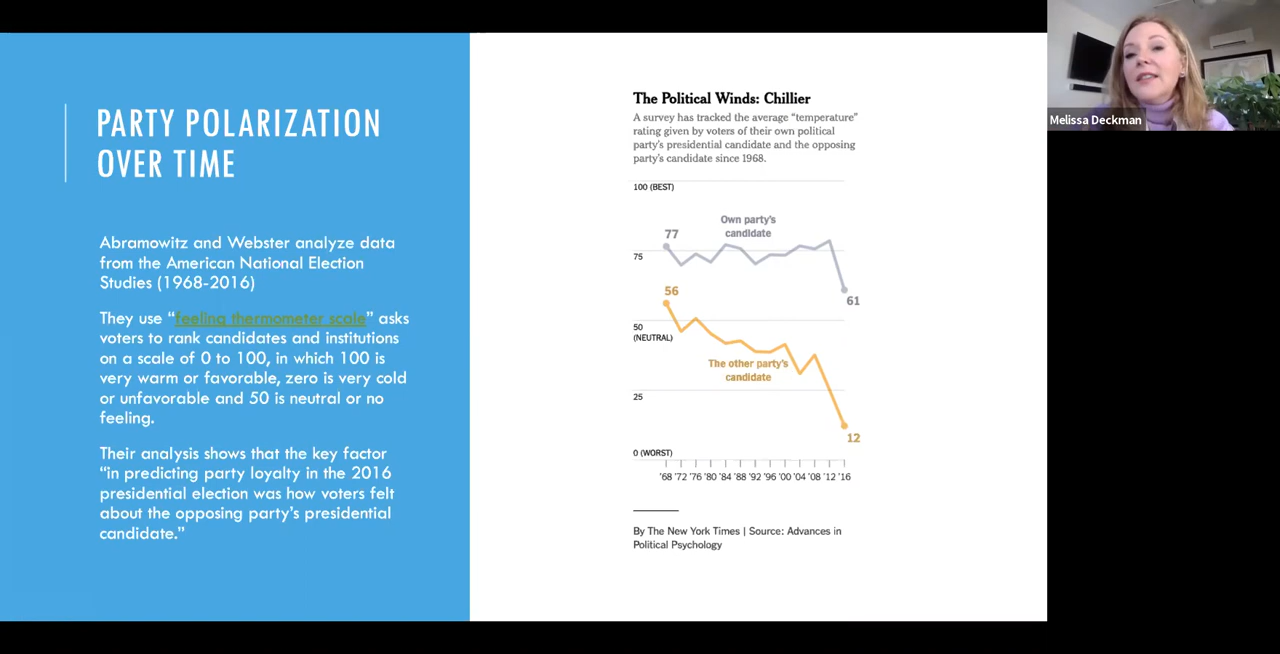 PARTY POLARIZATION
OVER TIME
Abramowitz and Webster analyze data
from the American National Election
Studies (1968-2016)
They use “feeling thermometer scale” asks
voters to rank candidates and institutions
on a scale of 0 to 100, in which 100 is
very warm or favorable, zero is very cold
or unfavorable and 50 is neutral or no
feeling.
Their analysis shows that the key factor
“in predicting party loyalty in the 2016
presidential election was how voters felt
about the opposing party’s presidential
candidate.”
The Political Winds: Chillier
A survey has tracked the average “temperature”
rating given by voters of their own political
party’s presidential candidate and the opposing
party’s candidate since 1968.
100 (BEST)
Own party’s
candidate
77
75
61
56
50
(NEUTRAL)
The other party’s
candidate
25
12
0 (WORST)
’68 ’72 ’76 ’80 ’84 ’88 ’92 ’96 ’00 ’04 ’08 ’12 ’16
By The New York Times | Source: Advances in
Political Psychology
Melissa Deckman